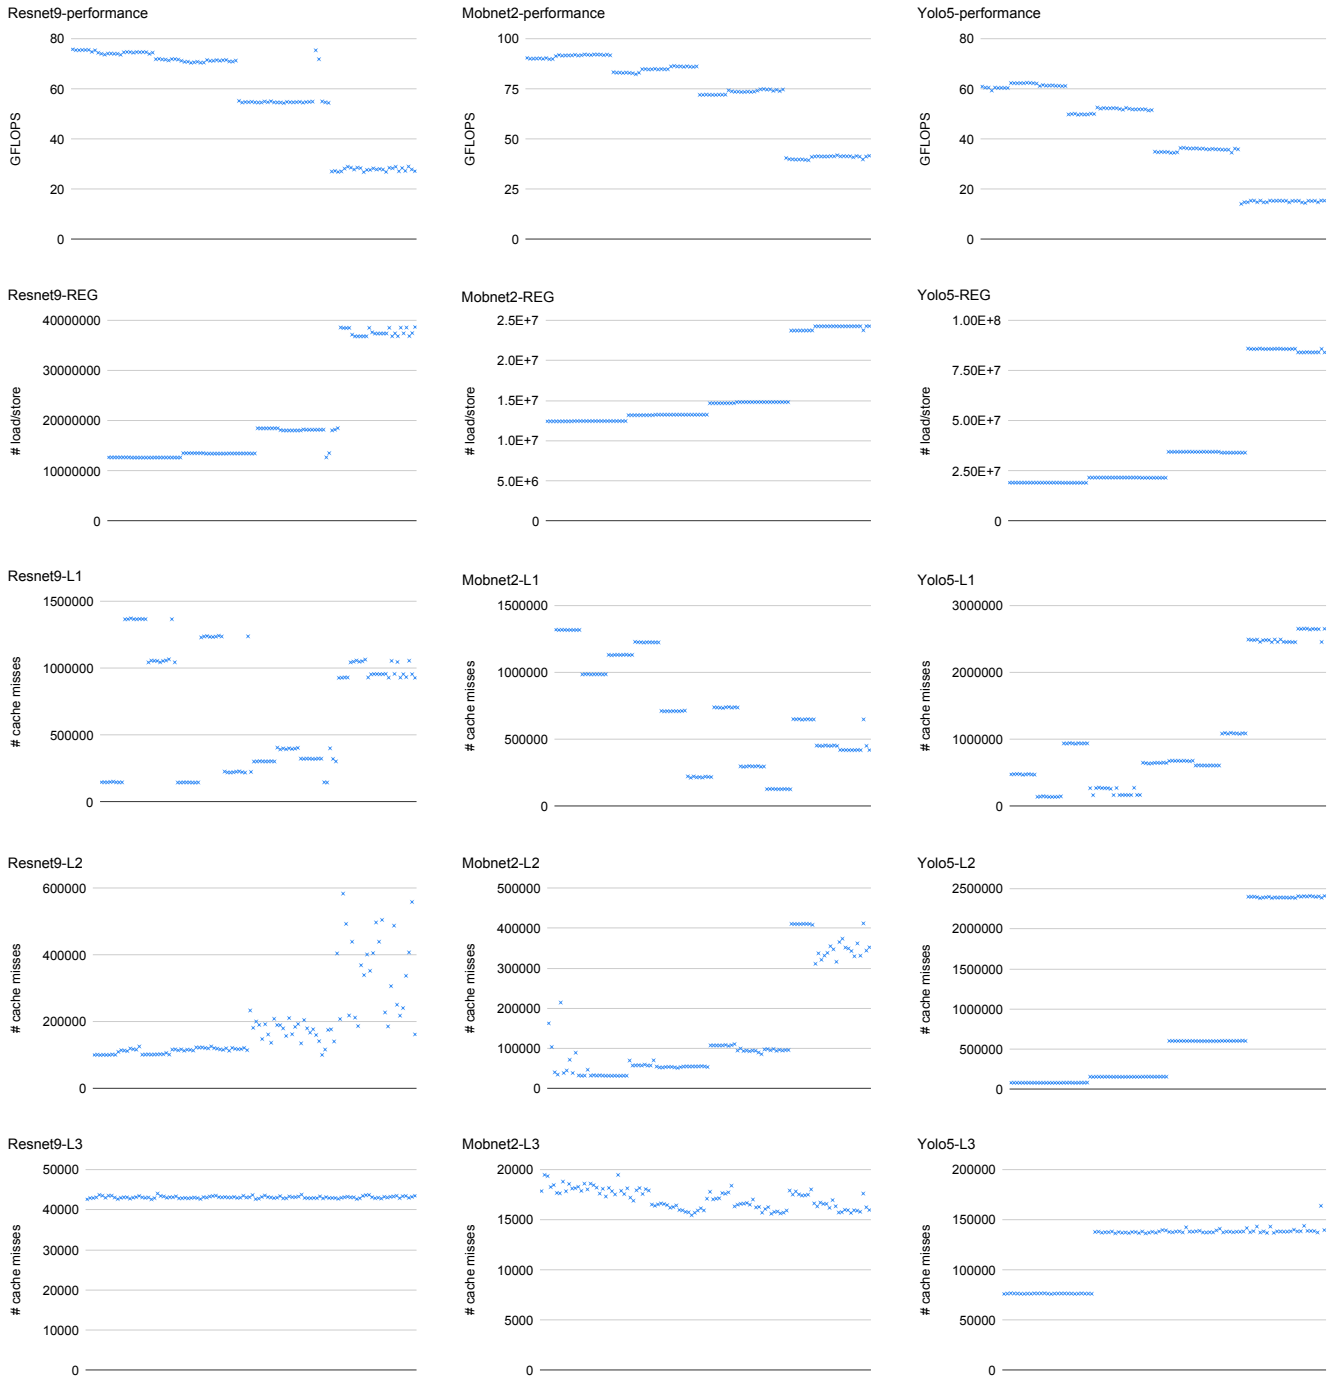 Resnet9-performance
80
60
40
20
0
GFLOPS
Mobnet2-performance
100
75
50
25
0
GFLOPS
Yolo5-performance
80
60
40
20
0
GFLOPS
Resnet9-REG
40000000
30000000
20000000
10000000
0
# load/store
Mobnet2-REG
2.5E+7
2.0E+7
1.5E+7
1.0E+7
5.0E+6
0
# load/store
Yolo5-REG
1.00E+8
7.50E+7
5.00E+7
2.50E+7
0
# load/store
Resnet9-L1
1500000
1000000
500000
0
# cache misses
Mobnet2-L1
1500000
1000000
500000
0
# cache misses
Yolo5-L1
3000000
2000000
1000000
0
# cache misses
Resnet9-L2
600000
400000
200000
0
# cache misses
Mobnet2-L2
500000
400000
300000
200000
100000
0
# cache misses
Yolo5-L2
2500000
2000000
1500000
1000000
500000
0
# cache misses
Resnet9-L3
50000
40000
30000
20000
10000
0
# cache misses
Mobnet2-L3
20000
15000
10000
5000
0
# cache misses
Yolo5-L3
200000
150000
100000
50000
0
# cache misses